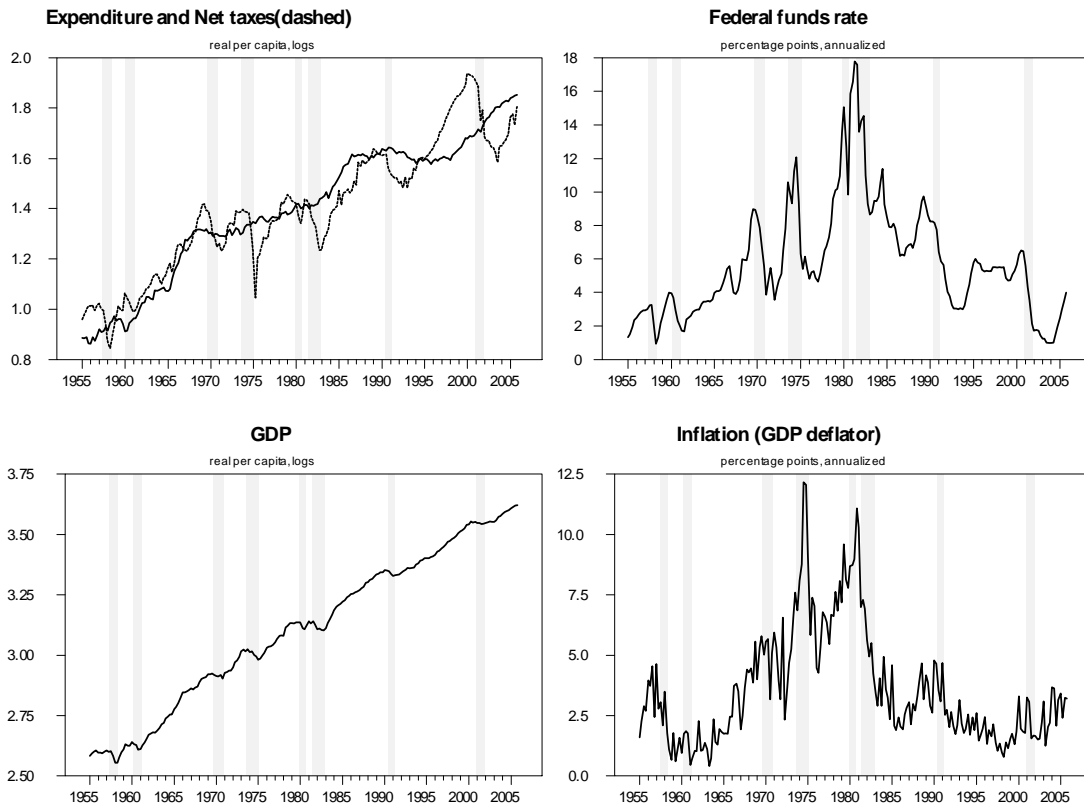 Expenditure and Net taxes(dashed)
real per capita, logs
2.0
1.8
1.6
1.4
1.2
1.0
0.8
1955 1960 1965 1970 1975 1980 1985 1990 1995 2000 2005
Federal funds rate
percentage points, annualized
18
16
14
12
10
8
6
4
2
0
1955 1960 1965 1970 1975 1980 1985 1990 1995 2000 2005
GDP
real per capita, logs
3.75
3.50
3.25
3.00
2.75
2.50
1955 1960 1965 1970 1975 1980 1985 1990 1995 2000 2005
Inflation (GDP deflator)
percentage points, annualized
12.5
10.0
7.5
5.0
2.5
0.0
1955 1960 1965 1970 1975 1980 1985 1990 1995 2000 2005